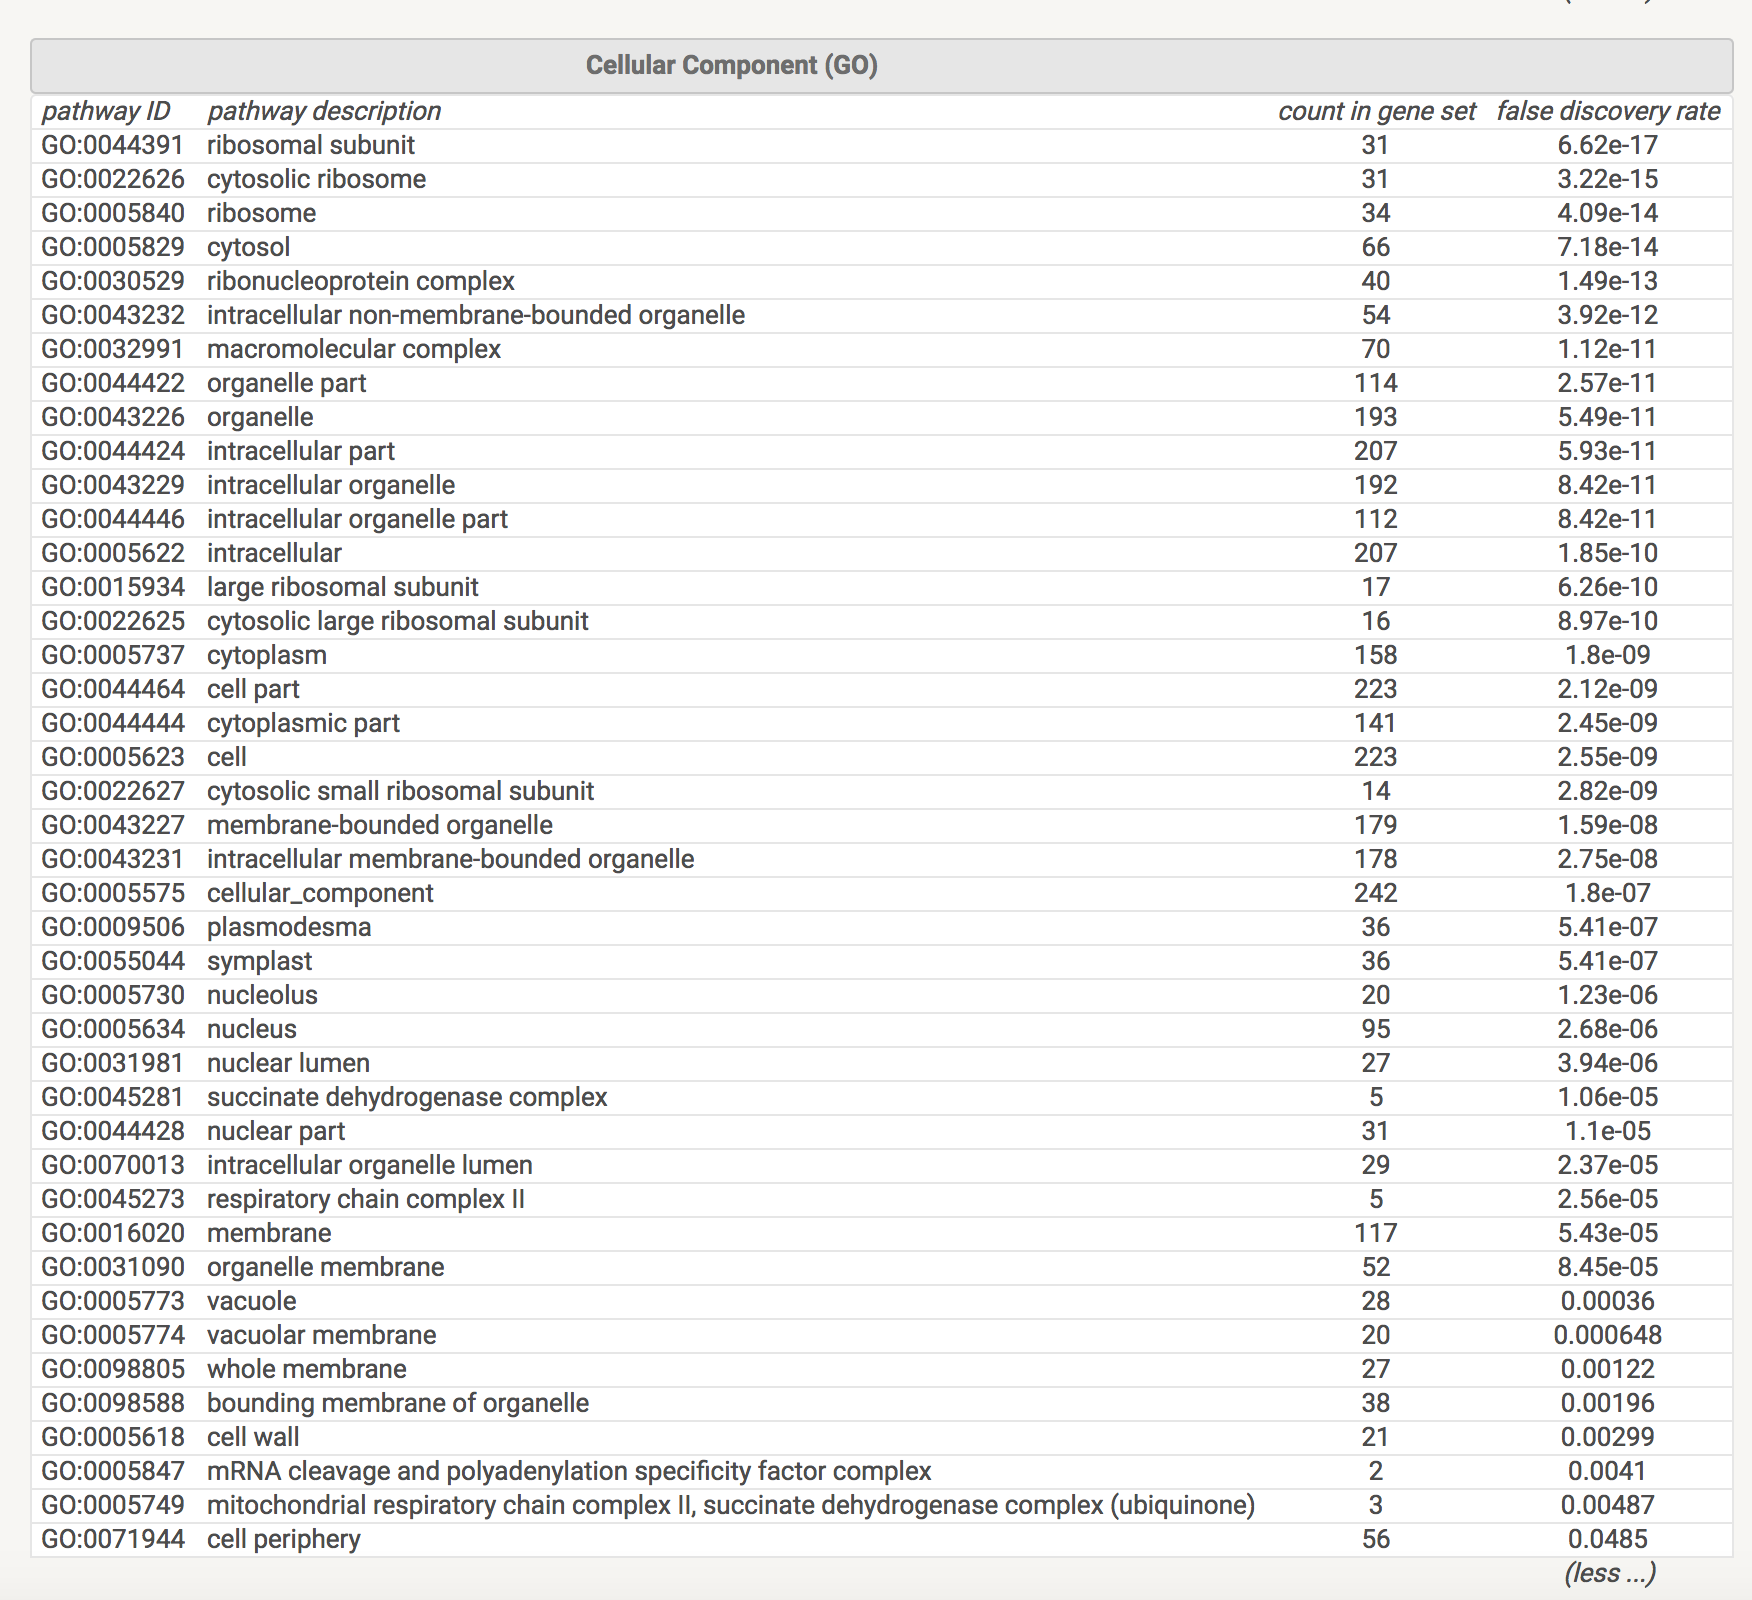 Cellular Component (GO)
pathway ID pathway description count in gene set false discovery rate
GO:0044391 ribosomal subunit 31 6.62e-17
GO:0022626 cytosolic ribosome 31 3.22e-15
GO:0005840 ribosome 34 4.09e-14
GO:0005829 cytosol 66 7.18e-14
GO:0030529 ribonucleoprotein complex 40 1.49e-13
GO:0043232 intracellular non-membrane-bounded organelle 54 3.92e-12
GO:0032991 macromolecular complex 70 1.12e-11
GO:0044422 organelle part 114 2.57e-11
GO:0043226 organelle 193 5.49e-11
GO:0044424 intracellular part 207 5.93e-11
GO:0043229 intracellular organelle 192 8.42e-11
GO:0044446 intracellular organelle part 112 8.42e-11
GO:0005622 intracellular 207 1.85e-10
GO:0015934 large ribosomal subunit 17 6.26e-10
GO:0022625 cytosolic large ribosomal subunit 16 8.97e-10
GO:0005737 cytoplasm 158 1.8e-09
GO:0044464 cell part 223 2.12e-09
GO:0044444 cytoplasmic part 141 2.45e-09
GO:0005623 cell 223 2.55e-09
GO:0022627 cytosolic small ribosomal subunit 14 2.82e-09
GO:0043227 membrane-bounded organelle 179 1.59e-08
GO:0043231 intracellular membrane-bounded organelle 178 2.75e-08
GO:0005575 cellular_component 242 1.8e-07
GO:0009506 plasmodesma 36 5.41e-07
GO:0055044 symplast 36 5.41e-07
GO:0005730 nucleolus 20 1.23e-06
GO:0005634 nucleus 95 2.68e-06
GO:0031981 nuclear lumen 27 3.94e-06
GO:0045281 succinate dehydrogenase complex 5 1.06e-05
GO:0044428 nuclear part 31 1.1e-05
GO:0070013 intracellular organelle lumen 29 2.37e-05
GO:0045273 respiratory chain complex II 5 2.56e-05
GO:0016020 membrane 117 5.43e-05
GO:0031090 organelle membrane 52 8.45e-05
GO:0005773 vacuole 28 0.00036
GO:0005774 vacuolar membrane 20 0.000648
GO:0098805 whole membrane 27 0.00122
GO:0098588 bounding membrane of organelle 38 0.00196
GO:0005618 cell wall 21 0.00299
GO:0005847 mRNA cleavage and polyadenylation specificity factor complex 2 0.0041
GO:0005749 mitochondrial respiratory chain complex II, succinate dehydrogenase complex (ubiquinone) 3 0.00487
GO:0071944 cell periphery 56 0.0485
(less ...)